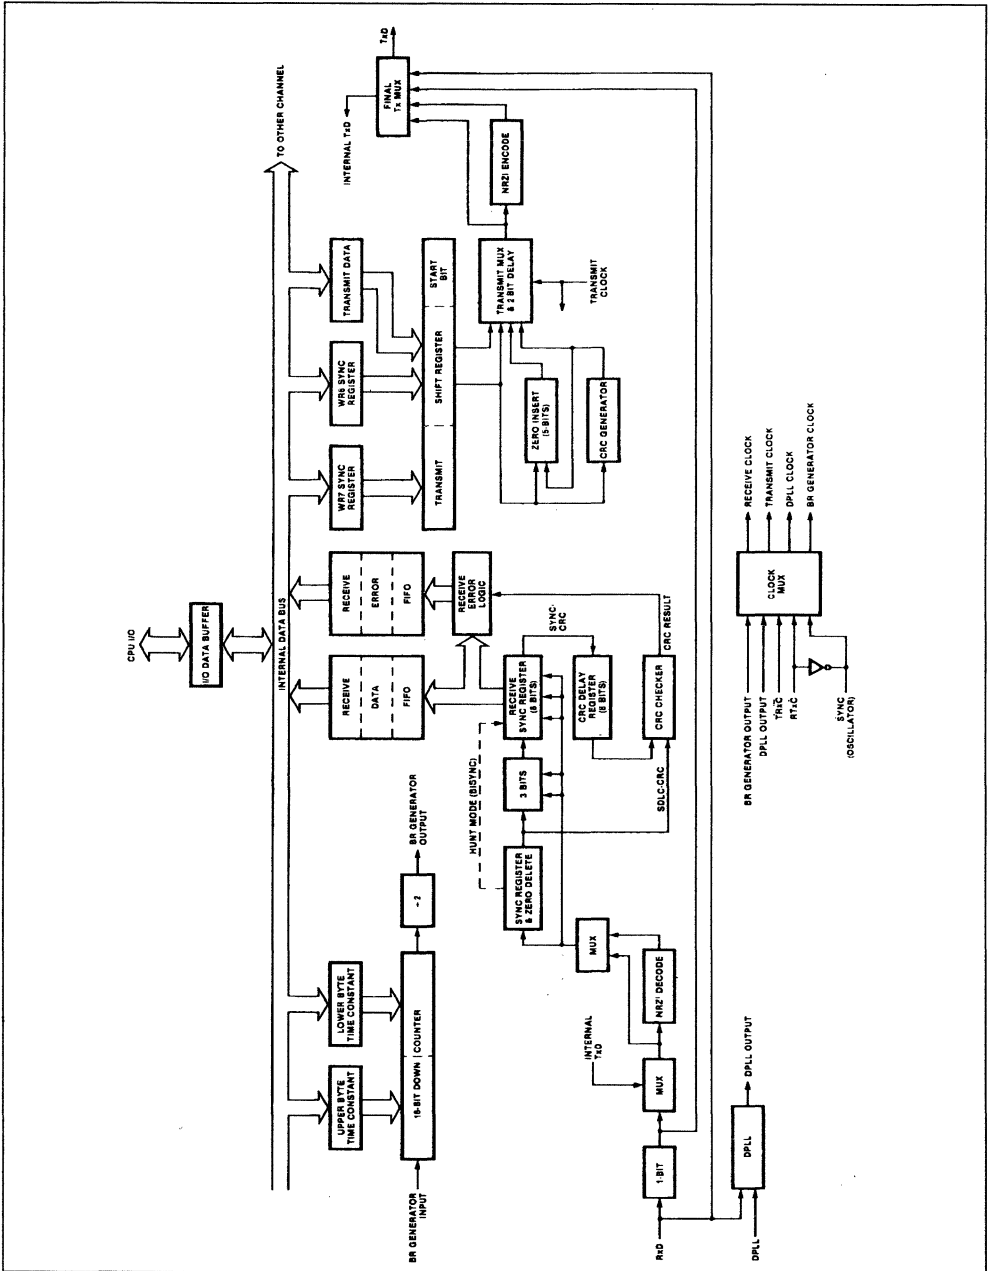 CPU I/O
I/O DATA BUFFER
INTERNAL DATA BUS
TO OTHER CHANNEL
UPPER BYTE
TIME CONSTANT
LOWER BYTE
TIME CONSTANT
16-BIT DOWN COUNTER
BR GENERATOR
INPUT
÷ 2
BR GENERATOR
OUTPUT
RECEIVE
DATA
FIFO
RECEIVE
ERROR
FIFO
RECEIVE
ERROR
LOGIC
WR7 SYNC
REGISTER
WR6 SYNC
REGISTER
TRANSMIT DATA
TRANSMIT
SHIFT REGISTER
START
BIT
HUNT MODE (BISYNC)
SYNC REGISTER
& ZERO DELETE
3 BITS
RECEIVE
SYNC REGISTER
(8 BITS)
SYNC-
CRC
CRC DELAY
REGISTER
(8 BITS)
CRC CHECKER
CRC RESULT
SDLC-CRC
ZERO INSERT
(5-BITS)
CRC GENERATOR
TRANSMIT MUX
& 2 BIT DELAY
TRANSMIT
CLOCK
NRZI ENCODE
INTERNAL TxD
FINAL
Tx MUX
TxD
INTERNAL
TxD
MUX
NRZI DECODE
MUX
RxD
1-BIT
DPLL
DPLL
DPLL OUTPUT
BR GENERATOR OUTPUT
DPLL OUTPUT
TRxC
RTxC
SYNC
(OSCILLATOR)
CLOCK
MUX
RECEIVE CLOCK
TRANSMIT CLOCK
DPLL CLOCK
BR GENERATOR CLOCK